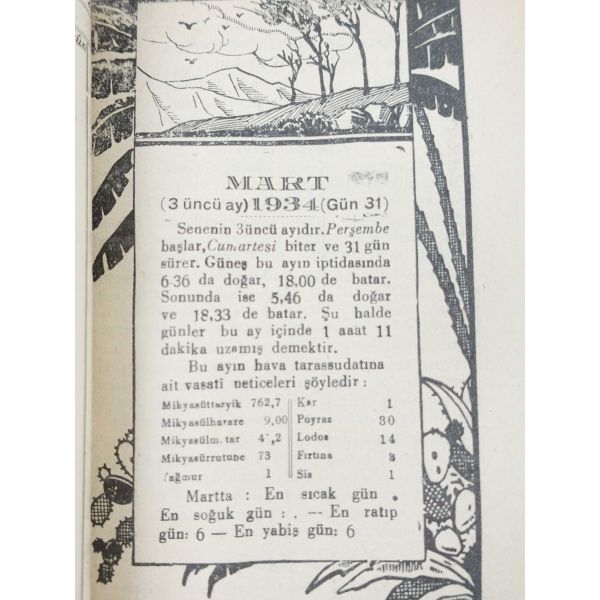 MART
(3 üncü ay) 1934 (Gün 31)
Senenin 3üncü ayıdır. Perşembe
başlar, Cumartesi biter ve 31 gün
sürer. Güneş bu ayın iptidasında
6-36 da doğar, 18,00 de batar.
Sonunda ise 5,46 da doğar
ve 18,33 de batar. Şu halde
günler bu ay içinde 1 aaat 11
dakika uzamış demektir.
Bu ayın hava tarassudatına
ait vasatî neticeleri şöyledir:
Mikyasüttazyik 762,7 Kar 1
Mikyasülharare 9,00 Poyraz 30
Lodos 14
Mikyasürrutube 73 Fırtına
1 Sis 1
Martta : En sıcak gün .
En soğuk gün : . — En ratıp
gün: 6 — En yabis gün: 6